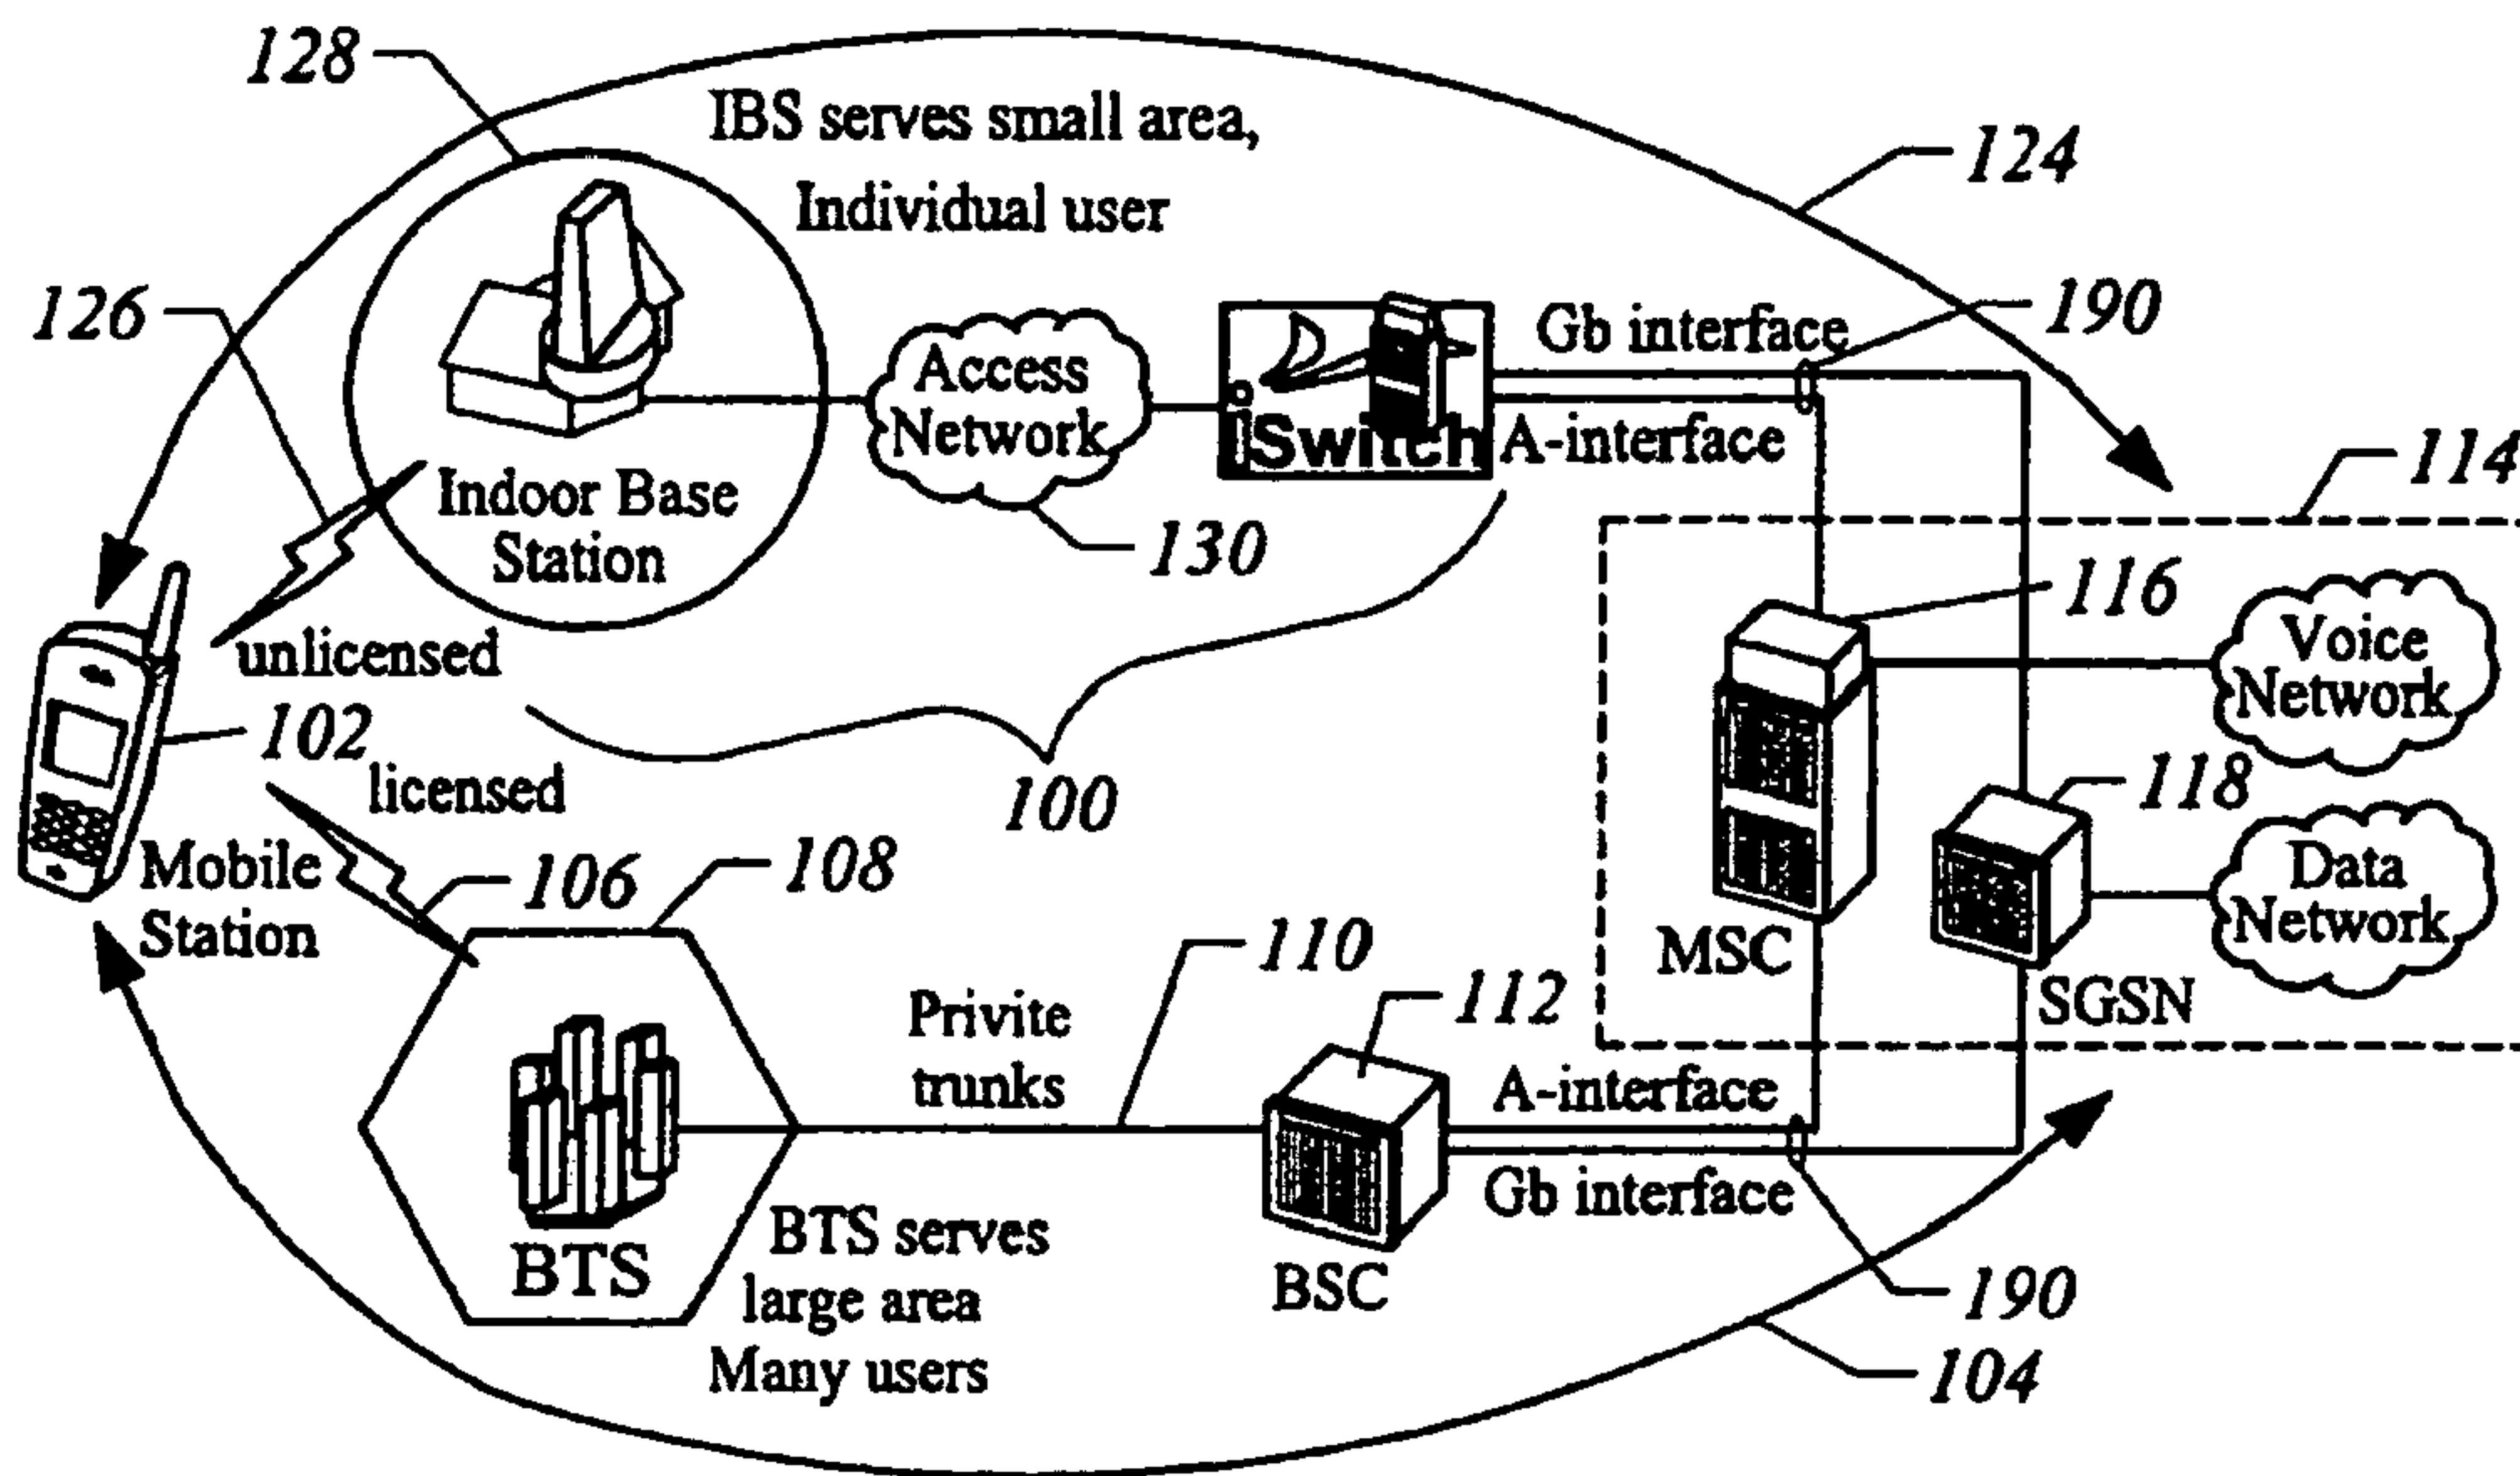 128
IBS serves small area,
Individual user
124
126
190
Gb interface
Access
Network
iSwitch
A-interface
114
Indoor Base
Station
130
116
unlicensed
Voice
Network
102
licensed
100
118
Mobile
Station
106
108
Data
Network
MSC
110
SGSN
112
Privite
trunks
A-interface
Gb interface
BTS serves
large area
Many users
BTS
BSC
190
104